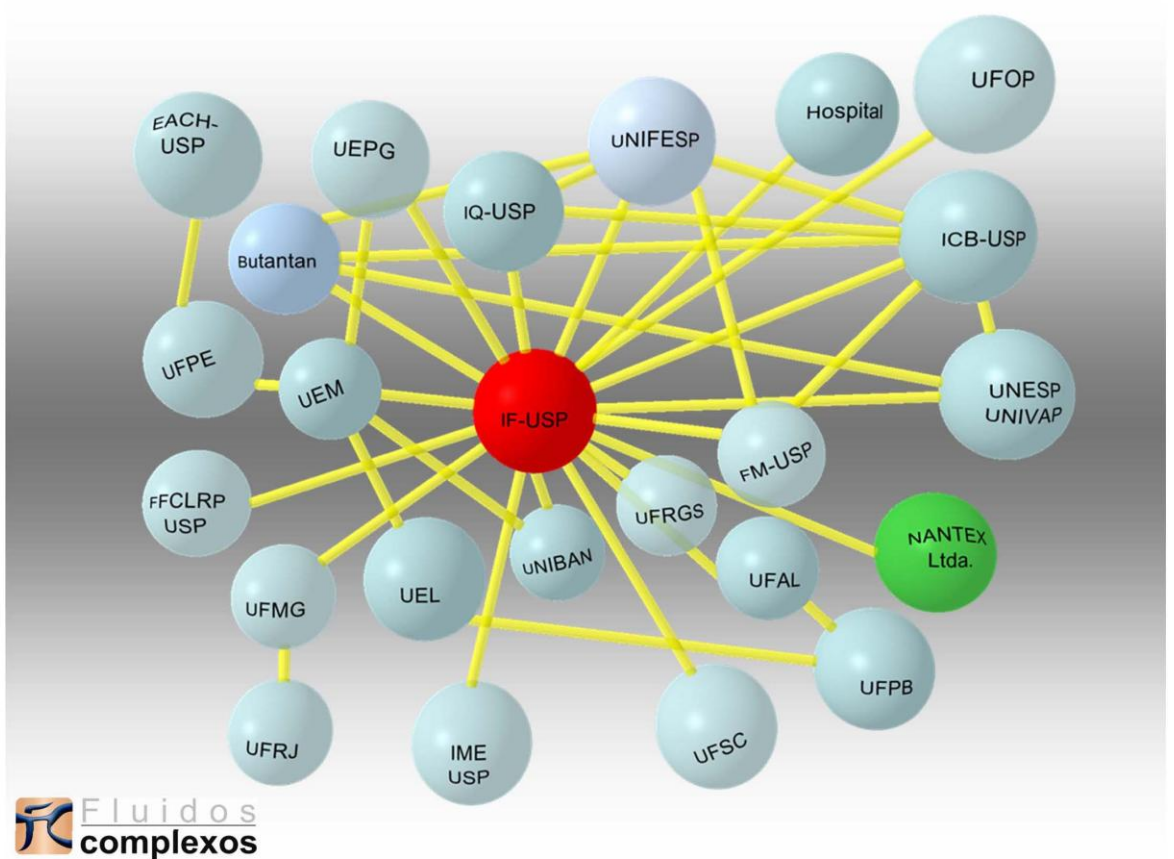 UFOP
Hospital
EACH-
USP
UEPG
UNIFESP
IQ-USP
ICB-USP
Butantan
UFPE
UEM
UNESP
UNIVAP
IF-USP
FM-USP
FFCLRP
USP
UFRGS
NANTEX
Ltda.
UNIBAN
UFAL
UEL
UFMG
UFPB
UFRJ
IME
USP
UFSC
Fluidos
complexos